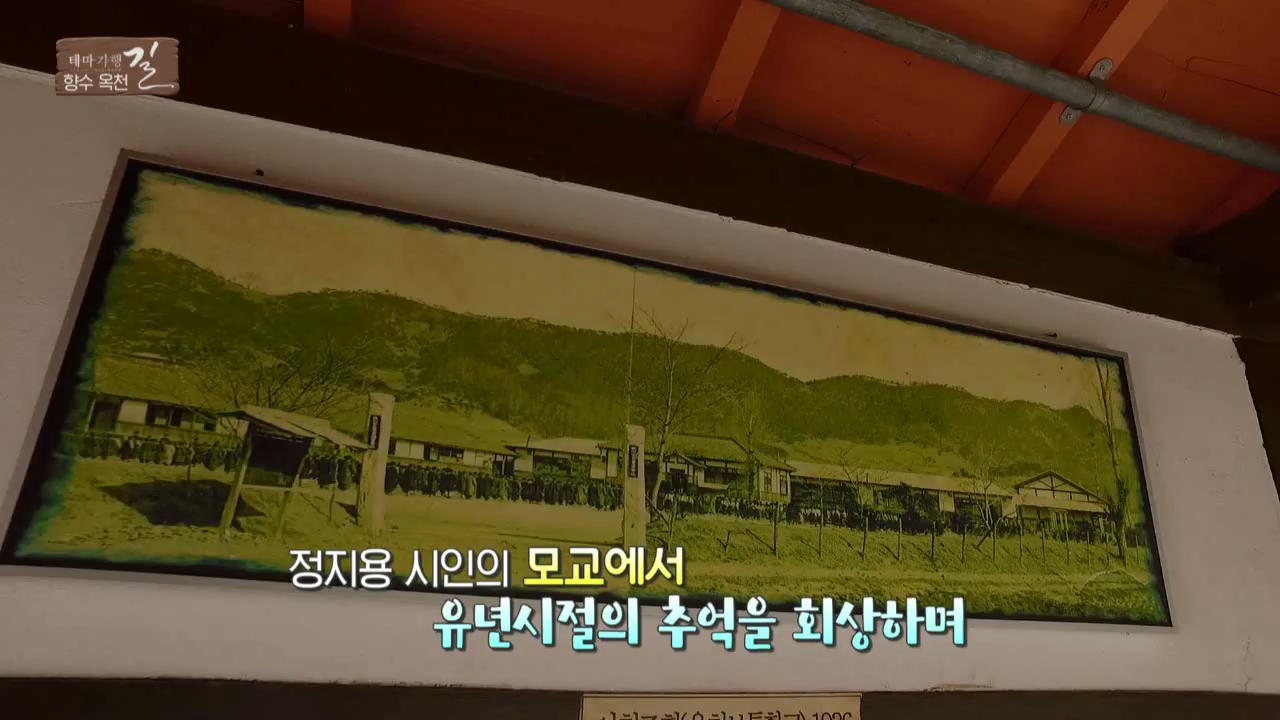 테마기행 길
향수 옥천
정지용 시인의 모교에서
유년시절의 추억을 회상하며
1926